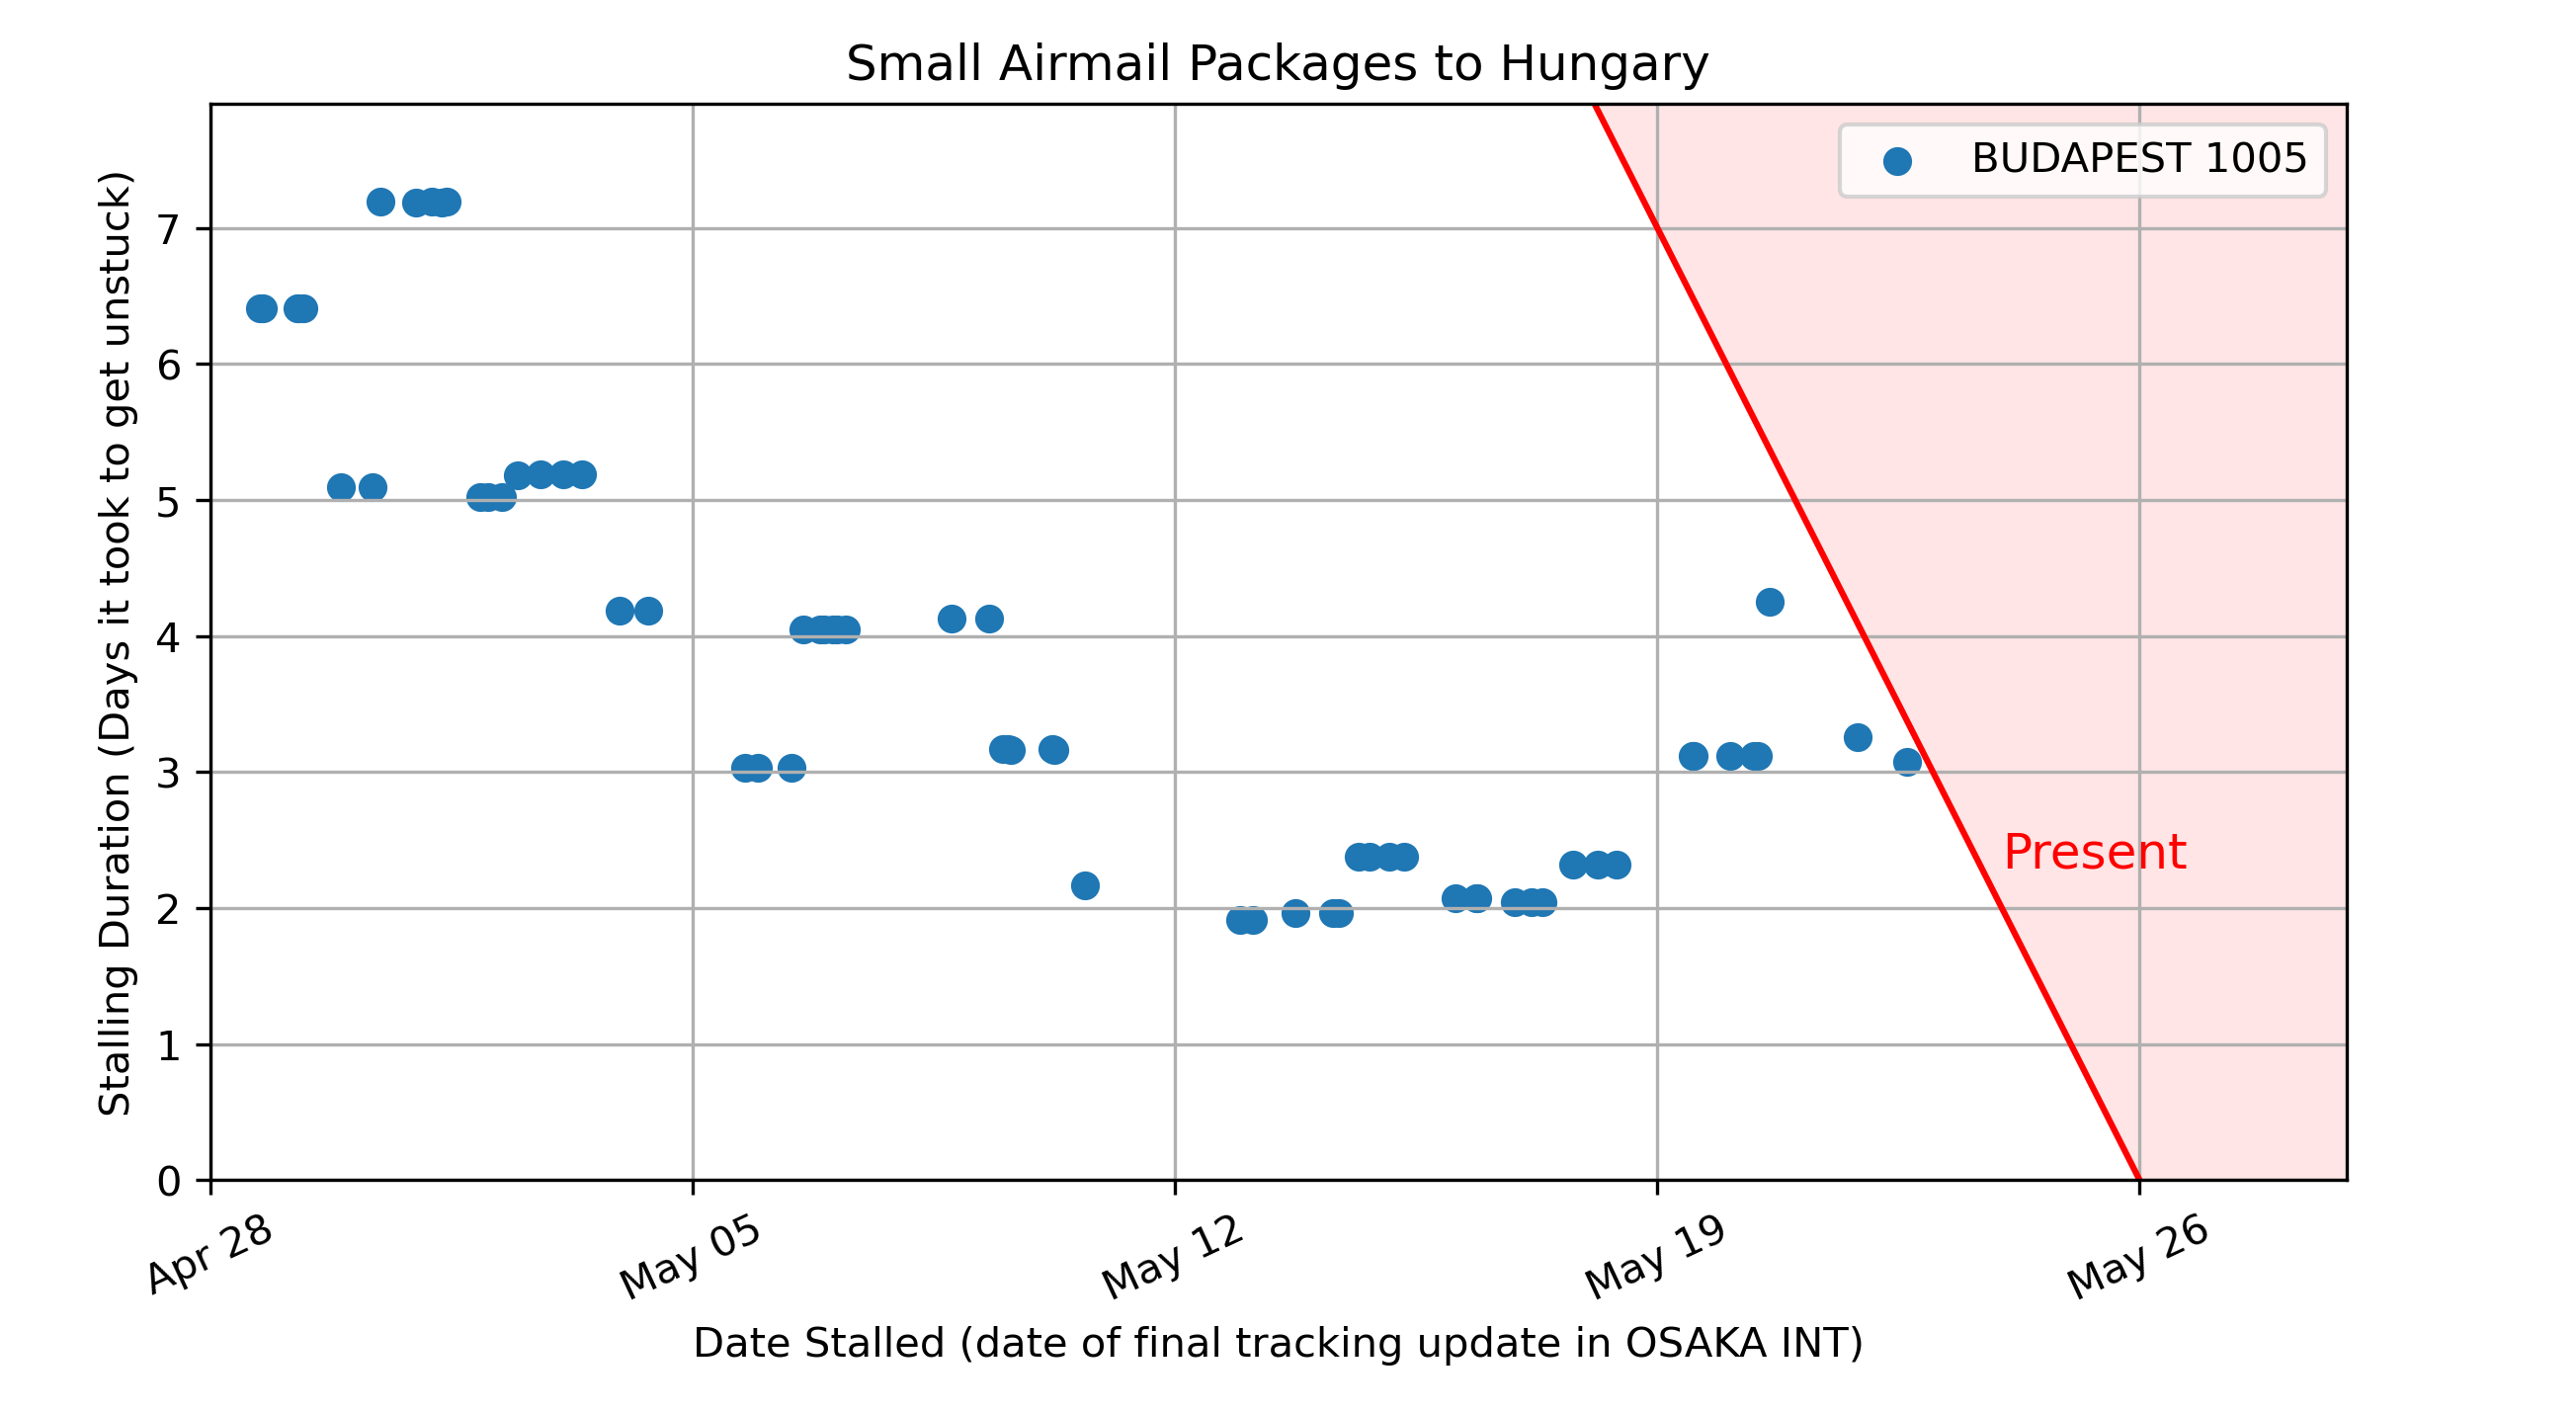 Small Airmail Packages to Hungary
BUDAPEST 1005
Stalling Duration (Days it took to get unstuck)
7
6
5
4
3
2
1
0
Present
Apr 28
May 05
May 12
May 19
May 26
Date Stalled (date of final tracking update in OSAKA INT)